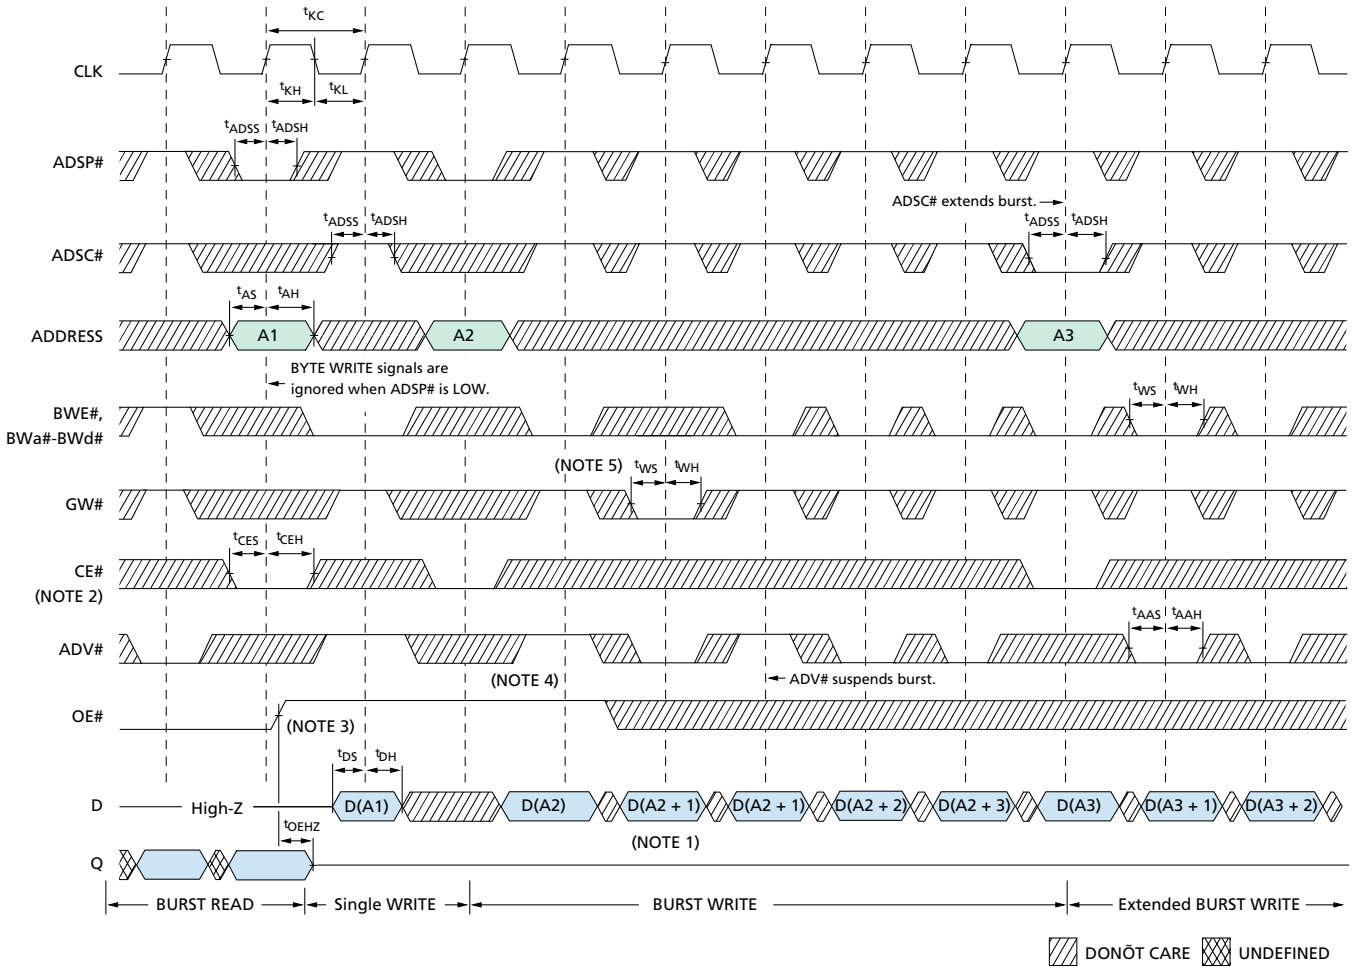 tKC
CLK
tKH tKL
tADSS tADSH
ADSP#
ADSC# extends burst.
tADSS tADSH tADSS tADSH
ADSC#
tAS tAH
ADDRESS A1 A2 A3
BYTE WRITE signals are
ignored when ADSP# is LOW.
tWS tWH
BWE#,
BWa#-BWd#
(NOTE 5) tWS tWH
GW#
tCES tCEH
CE#
(NOTE 2)
tAAS tAAH
ADV#
(NOTE 4) ADV# suspends burst.
OE#
(NOTE 3)
tDS tDH
D High-Z D(A1) D(A2) D(A2 + 1) D(A2 + 1) D(A2 + 2) D(A2 + 3) D(A3) D(A3 + 1) D(A3 + 2)
tOEHZ
(NOTE 1)
Q
BURST READ Single WRITE BURST WRITE Extended BURST WRITE
DONÕT CARE UNDEFINED